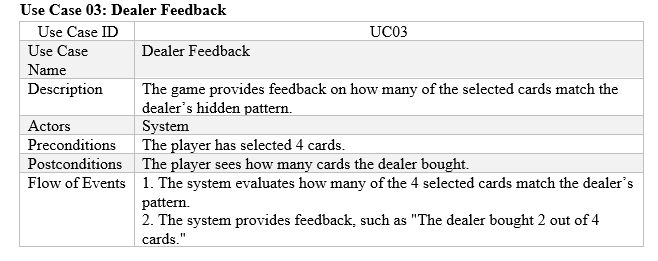 Use Case 03: Dealer Feedback
Use Case ID UC03
Use Case Dealer Feedback
Name
Description The game provides feedback on how many of the selected cards match the
dealer's hidden pattern.
Actors System
Preconditions The player has selected 4 cards.
Postconditions The player sees how many cards the dealer bought.
Flow of Events 1. The system evaluates how many of the 4 selected cards match the dealer's
pattern.
2. The system provides feedback, such as "The dealer bought 2 out of 4
cards."